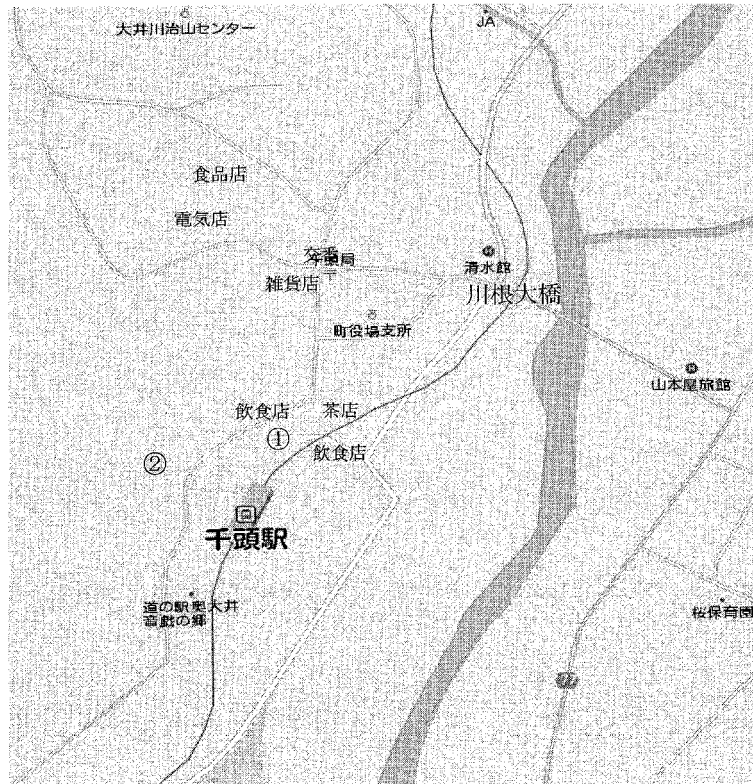 大井川治山センター
JA
食品店
電気店
交番
千頭局
清水館
雑貨店
川根大橋
町役場支所
山本屋旅館
飲食店
茶店
①
飲食店
②
千頭駅
道の駅奥大井
音戯の郷
桜保育園
77